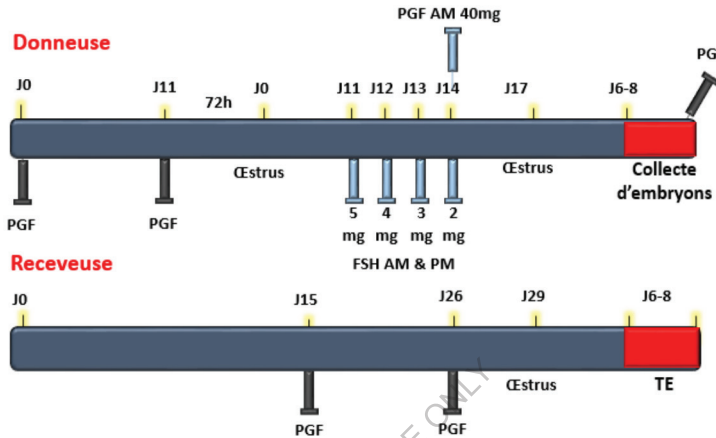 PGF AM 40mg
Donneuse
PG
J0 J11 72h J0 J11 J12 J13 J14 J17 J6-8
Œstrus Œstrus Collecte
d'embryons
PGF PGF 5 4 3 2
mg mg mg mg
FSH AM & PM
Receveuse
J0 J15 J26 J29 J6-8
Œstrus TE
PGF PGF
E ONLY